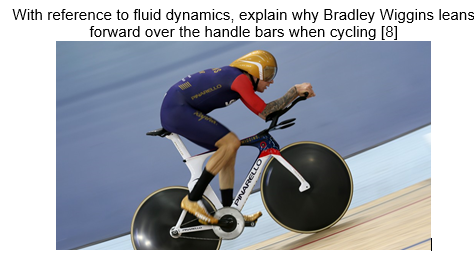 With reference to fluid dynamics, explain why Bradley Wiggins leans
forward over the handle bars when cycling [8]
PINARELLO
PINARELLO